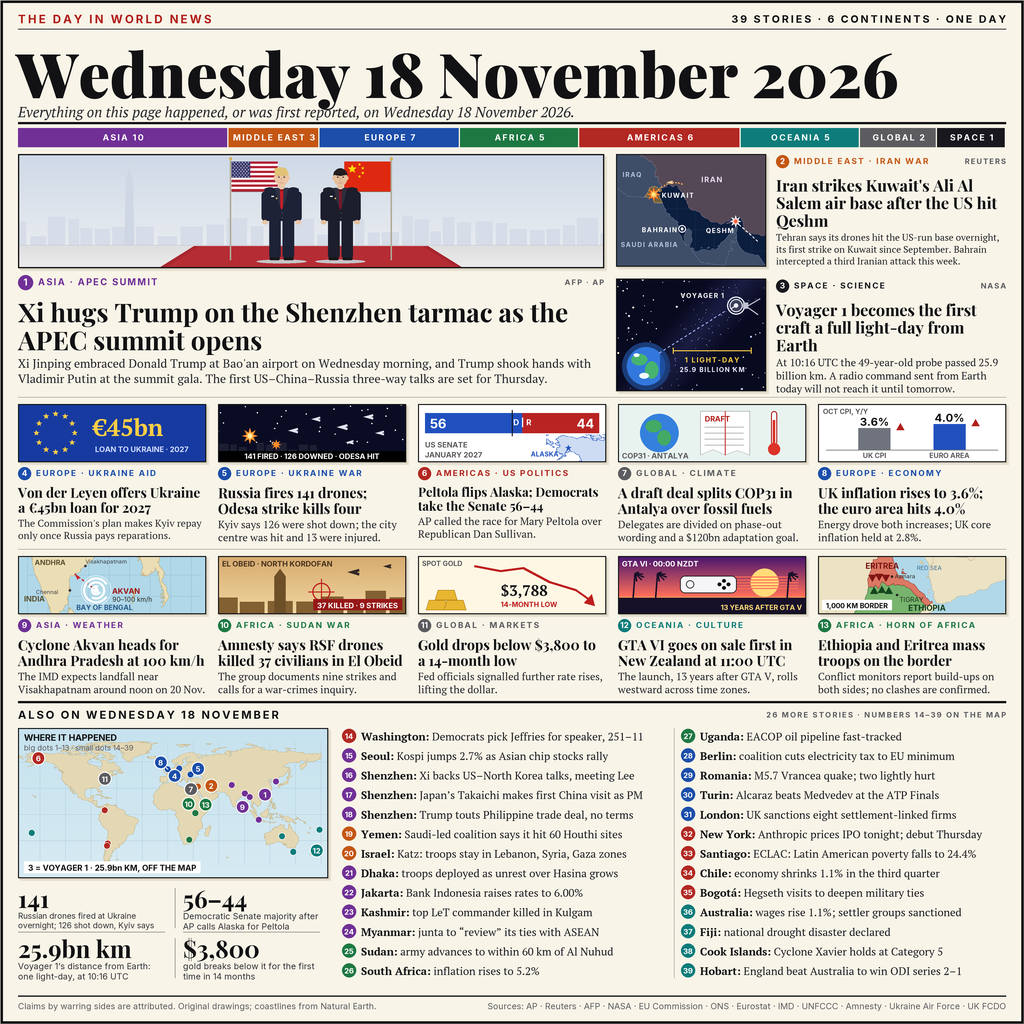 THE DAY IN WORLD NEWS
39 STORIES · 6 CONTINENTS · ONE DAY
Wednesday 18 November 2026
Everything on this page happened, or was first reported, on Wednesday 18 November 2026.
ASIA 10
MIDDLE EAST 3
EUROPE 7
AFRICA 5
AMERICAS 6
OCEANIA 5
GLOBAL 2
SPACE 1
1 ASIA · APEC SUMMIT
AFP · AP
Xi hugs Trump on the Shenzhen tarmac as the
APEC summit opens
Xi Jinping embraced Donald Trump at Bao'an airport on Wednesday morning, and Trump shook hands with
Vladimir Putin at the summit gala. The first US–China–Russia three-way talks are set for Thursday.
IRAQ
IRAN
KUWAIT
BAHRAIN
QESHM
SAUDI ARABIA
2 MIDDLE EAST · IRAN WAR
REUTERS
Iran strikes Kuwait's Ali Al
Salem air base after the US hit
Qeshm
Tehran says its drones hit the US-run base overnight,
its first strike on Kuwait since September. Bahrain
intercepted a third Iranian attack this week.
VOYAGER 1
1 LIGHT-DAY
25.9 BILLION KM
3 SPACE · SCIENCE
NASA
Voyager 1 becomes the first
craft a full light-day from
Earth
At 10:16 UTC the 49-year-old probe passed 25.9
billion km. A radio command sent from Earth
today will not reach it until tomorrow.
€45bn
LOAN TO UKRAINE · 2027
4 EUROPE · UKRAINE AID
Von der Leyen offers Ukraine
a €45bn loan for 2027
The Commission's plan makes Kyiv repay
only once Russia pays reparations.
141 FIRED · 126 DOWNED · ODESA HIT
5 EUROPE · UKRAINE WAR
Russia fires 141 drones;
Odesa strike kills four
Kyiv says 126 were shot down; the city
centre was hit and 13 were injured.
56
D
R
44
US SENATE
JANUARY 2027
ALASKA
6 AMERICAS · US POLITICS
Peltola flips Alaska; Democrats
take the Senate 56–44
AP called the race for Mary Peltola over
Republican Dan Sullivan.
DRAFT
COP31 · ANTALYA
7 GLOBAL · CLIMATE
A draft deal splits COP31 in
Antalya over fossil fuels
Delegates are divided on phase-out
wording and a $120bn adaptation goal.
OCT CPI, Y/Y
3.6%
4.0%
UK CPI
EURO AREA
8 EUROPE · ECONOMY
UK inflation rises to 3.6%;
the euro area hits 4.0%
Energy drove both increases; UK core
inflation held at 2.8%.
ANDHRA
Visakhapatnam
Chennai
INDIA
AKVAN
90–100 km/h
BAY OF BENGAL
9 ASIA · WEATHER
Cyclone Akvan heads for
Andhra Pradesh at 100 km/h
The IMD expects landfall near
Visakhapatnam around noon on 20 Nov.
EL OBEID · NORTH KORDOFAN
37 KILLED · 9 STRIKES
10 AFRICA · SUDAN WAR
Amnesty says RSF drones
killed 37 civilians in El Obeid
The group documents nine strikes and
calls for a war-crimes inquiry.
SPOT GOLD
$3,788
14-MONTH LOW
11 GLOBAL · MARKETS
Gold drops below $3,800 to
a 14-month low
Fed officials signalled further rate rises,
lifting the dollar.
GTA VI · 00:00 NZDT
13 YEARS AFTER GTA V
12 OCEANIA · CULTURE
GTA VI goes on sale first in
New Zealand at 11:00 UTC
The launch, 13 years after GTA V, rolls
westward across time zones.
ERITREA
RED SEA
Asmara
TIGRAY
1,000 KM BORDER
ETHIOPIA
13 AFRICA · HORN OF AFRICA
Ethiopia and Eritrea mass
troops on the border
Conflict monitors report build-ups on
both sides; no clashes are confirmed.
ALSO ON WEDNESDAY 18 NOVEMBER
26 MORE STORIES · NUMBERS 14–39 ON THE MAP
WHERE IT HAPPENED
big dots 1–13 · small dots 14–39
6
11
8
4
5
7
2
10
13
9
1
12
3 = VOYAGER 1 · 25.9bn KM, OFF THE MAP
141
Russian drones fired at Ukraine
overnight; 126 shot down, Kyiv says
56–44
Democratic Senate majority after
AP calls Alaska for Peltola
25.9bn km
Voyager 1's distance from Earth:
one light-day, at 10:16 UTC
$3,800
gold breaks below it for the first
time in 14 months
14 Washington: Democrats pick Jeffries for speaker, 251–11
15 Seoul: Kospi jumps 2.7% as Asian chip stocks rally
16 Shenzhen: Xi backs US–North Korea talks, meeting Lee
17 Shenzhen: Japan's Takaichi makes first China visit as PM
18 Shenzhen: Trump touts Philippine trade deal, no terms
19 Yemen: Saudi-led coalition says it hit 60 Houthi sites
20 Israel: Katz: troops stay in Lebanon, Syria, Gaza zones
21 Dhaka: troops deployed as unrest over Hasina grows
22 Jakarta: Bank Indonesia raises rates to 6.00%
23 Kashmir: top LeT commander killed in Kulgam
24 Myanmar: junta to “review” its ties with ASEAN
25 Sudan: army advances to within 60 km of Al Nuhud
26 South Africa: inflation rises to 5.2%
27 Uganda: EACOP oil pipeline fast-tracked
28 Berlin: coalition cuts electricity tax to EU minimum
29 Romania: M5.7 Vrancea quake; two lightly hurt
30 Turin: Alcaraz beats Medvedev at the ATP Finals
31 London: UK sanctions eight settlement-linked firms
32 New York: Anthropic prices IPO tonight; debut Thursday
33 Santiago: ECLAC: Latin American poverty falls to 24.4%
34 Chile: economy shrinks 1.1% in the third quarter
35 Bogotá: Hegseth visits to deepen military ties
36 Australia: wages rise 1.1%; settler groups sanctioned
37 Fiji: national drought disaster declared
38 Cook Islands: Cyclone Xavier holds at Category 5
39 Hobart: England beat Australia to win ODI series 2–1
Claims by warring sides are attributed. Original drawings; coastlines from Natural Earth.
Sources: AP · Reuters · AFP · NASA · EU Commission · ONS · Eurostat · IMD · UNFCCC · Amnesty · Ukraine Air Force · UK FCDO